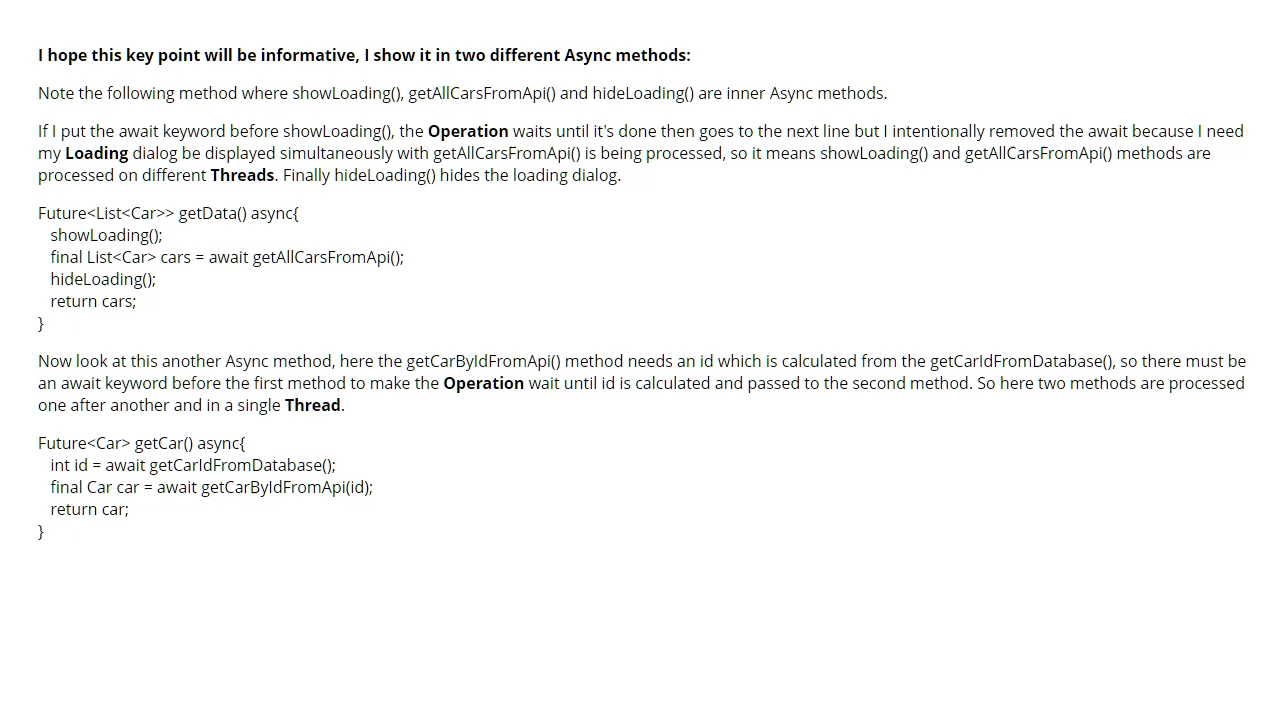 I hope this key point will be informative, I show it in two different Async methods:
Note the following method where showLoading(), getAllCarsFromApi() and hideLoading() are inner Async methods.
If I put the await keyword before showLoading(), the Operation waits until it's done then goes to the next line but I intentionally removed the await because I need
my Loading dialog be displayed simultaneously with getAllCarsFromApi() is being processed, so it means showLoading() and getAllCarsFromApi() methods are
processed on different Threads. Finally hideLoading() hides the loading dialog.
Future<List<Car>> getData() async{
showLoading();
final List<Car> cars = await getAllCarsFromApi();
hideLoading();
return cars;
}
Now look at this another Async method, here the getCarByIdFromApi() method needs an id which is calculated from the getCarIdFromDatabase(), so there must be
an await keyword before the first method to make the Operation wait until id is calculated and passed to the second method. So here two methods are processed
one after another and in a single Thread.
Future<Car> getCar() async{
int id = await getCarIdFromDatabase();
final Car car = await getCarByIdFromApi(id);
return car;
}